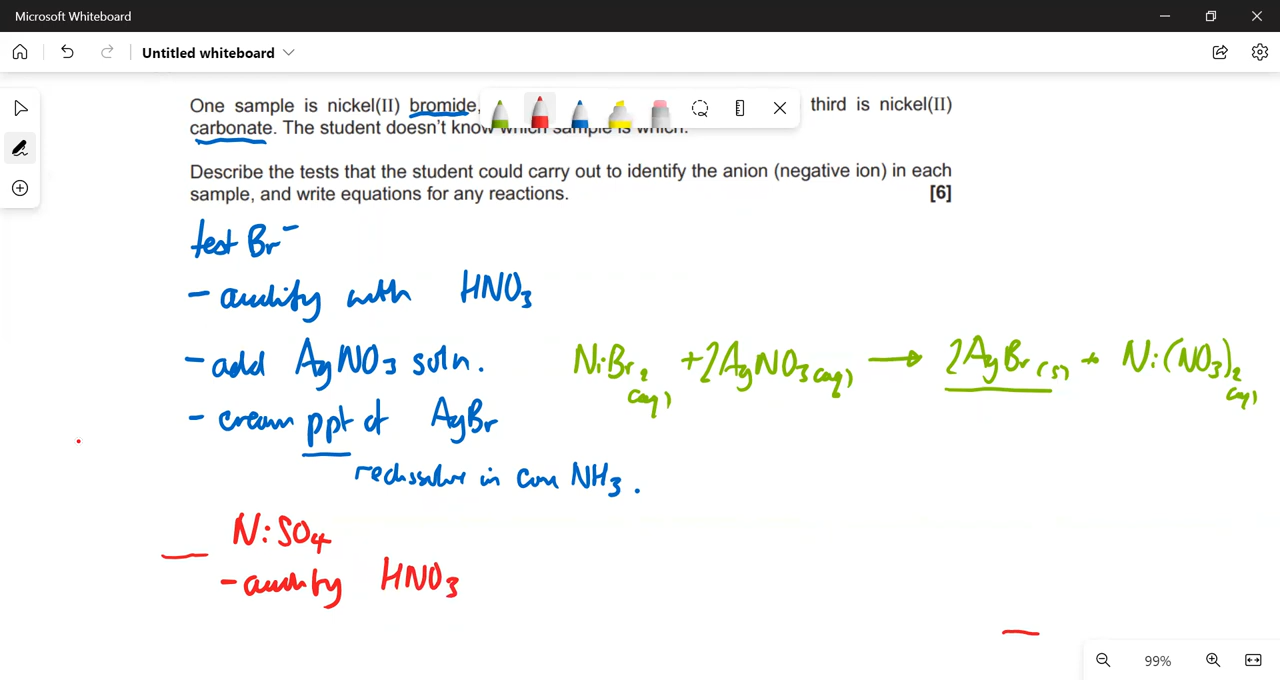 Microsoft Whiteboard
Untitled whiteboard
One sample is nickel(II) bromide, third is nickel(II)
carbonate. The student doesn't know which sample is which.
Describe the tests that the student could carry out to identify the anion (negative ion) in each
sample, and write equations for any reactions. [6]
test Br⁻
- acidify with HNO₃
- add AgNO₃ soln. NiBr₂ (aq) + 2AgNO₃ (aq) → 2AgBr (s) + Ni(NO₃)₂ (aq)
- cream ppt of AgBr
redissolve in conc NH₃.
NiSO₄
- acidify HNO₃
99%